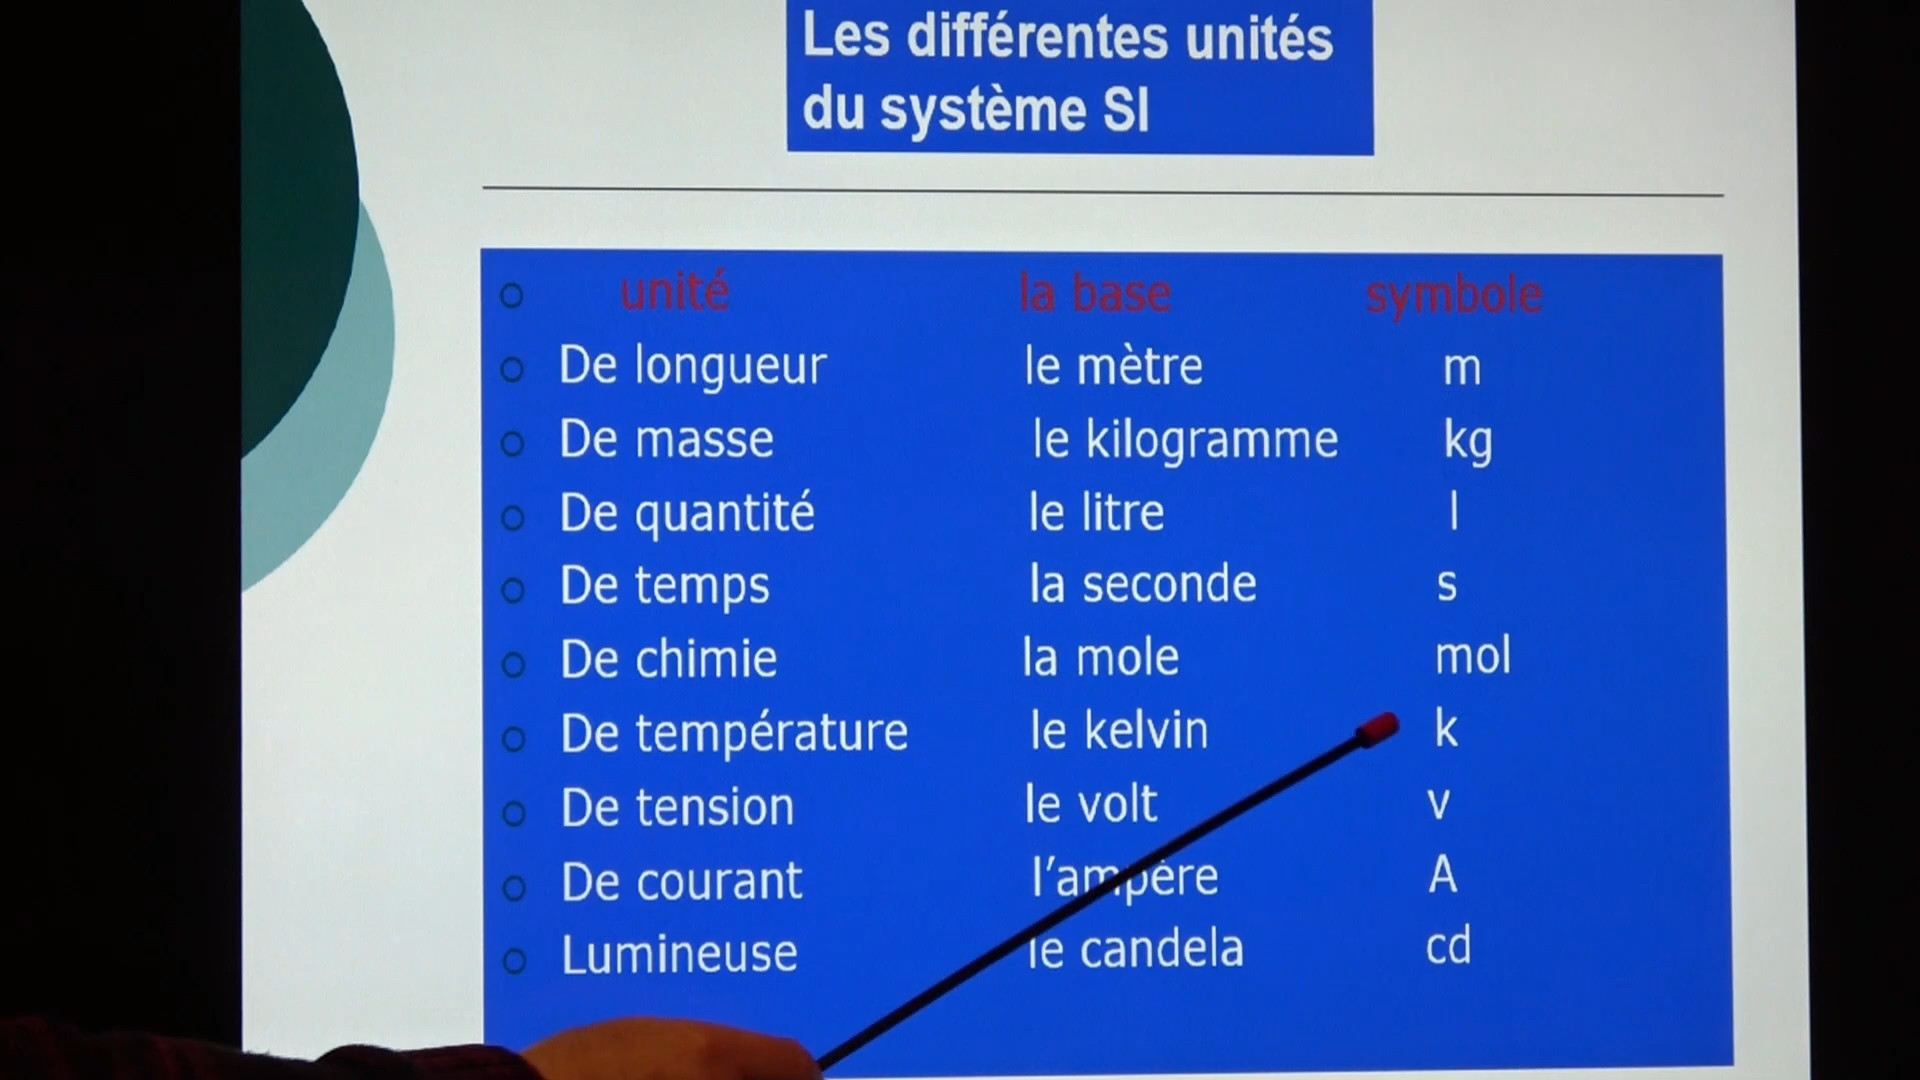 Les différentes unités
du système SI
unité la base symbole
De longueur le mètre m
De masse le kilogramme kg
De quantité le litre l
De temps la seconde s
De chimie la mole mol
De température le kelvin k
De tension le volt v
De courant l'ampère A
Lumineuse le candela cd